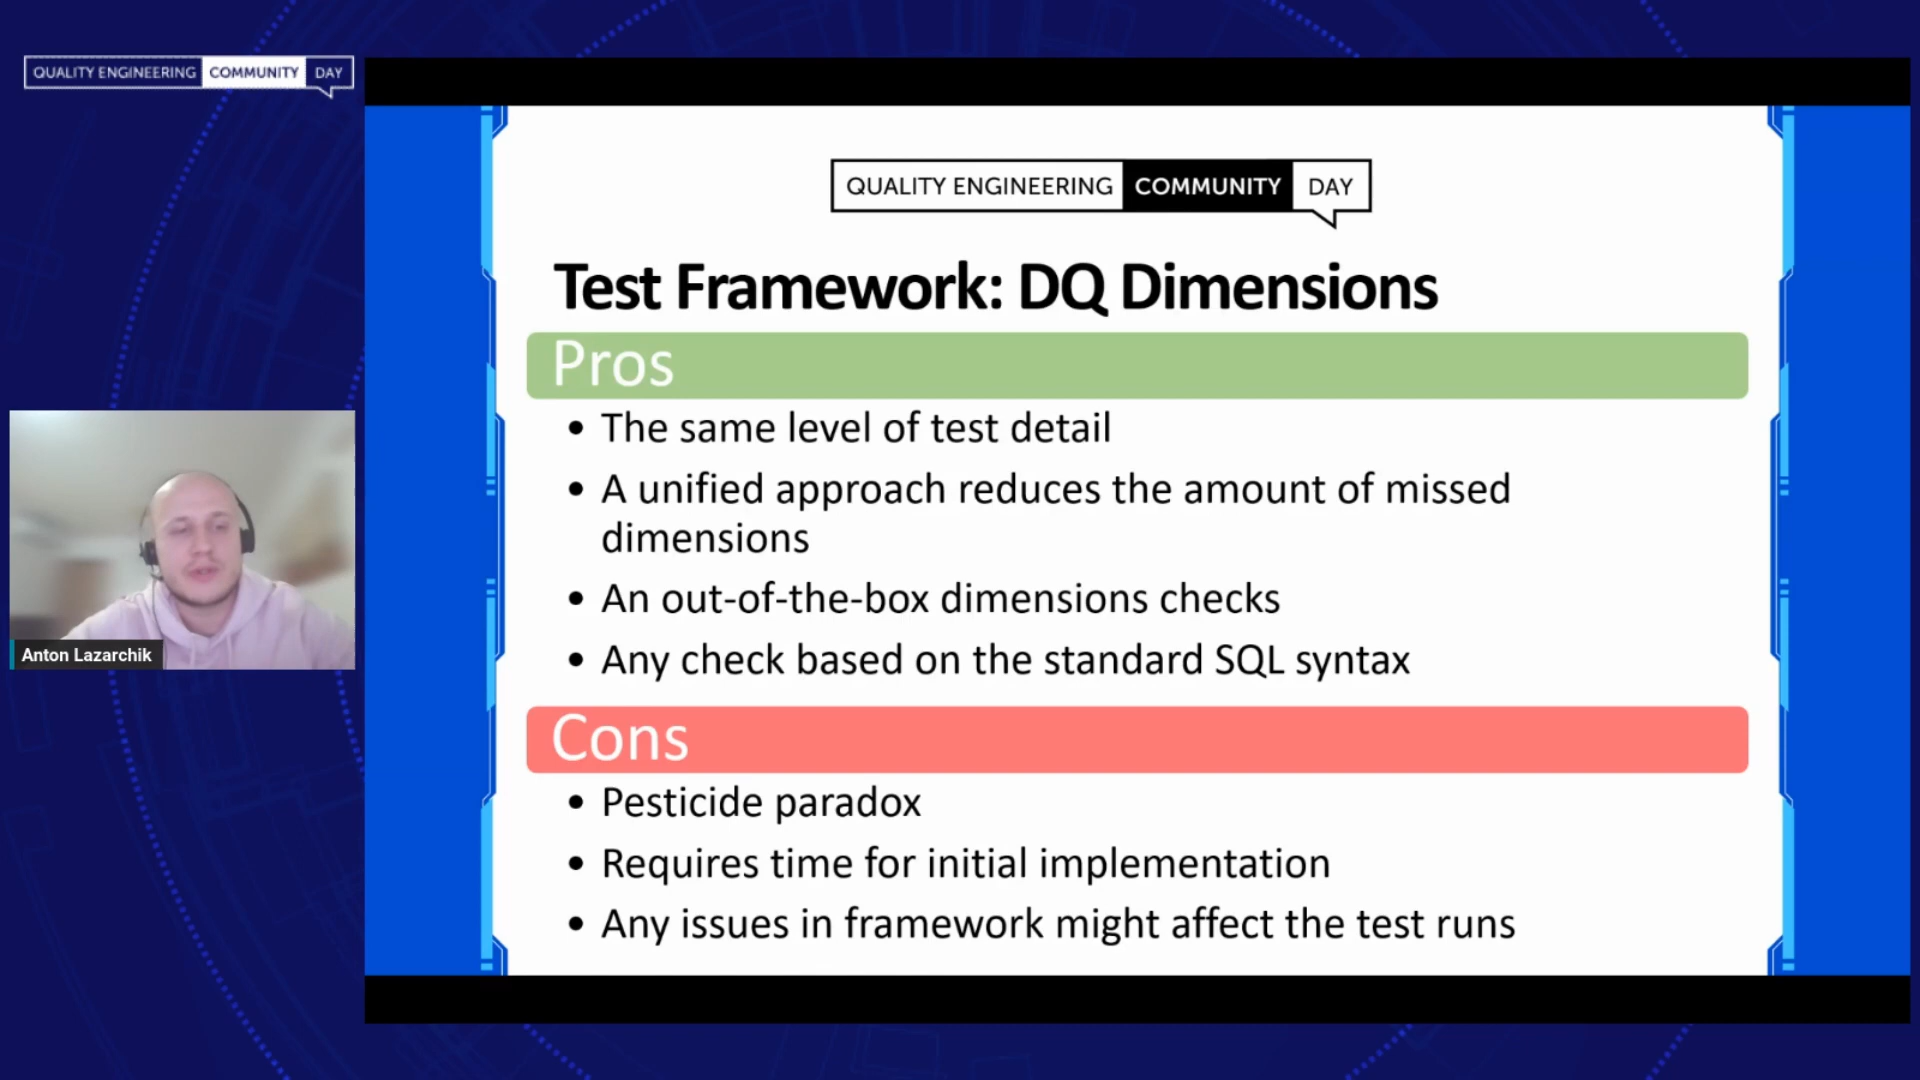 QUALITY ENGINEERING COMMUNITY DAY
QUALITY ENGINEERING COMMUNITY DAY
Test Framework: DQ Dimensions
Pros
• The same level of test detail
• A unified approach reduces the amount of missed
dimensions
• An out-of-the-box dimensions checks
• Any check based on the standard SQL syntax
Anton Lazarchik
Cons
• Pesticide paradox
• Requires time for initial implementation
• Any issues in framework might affect the test runs